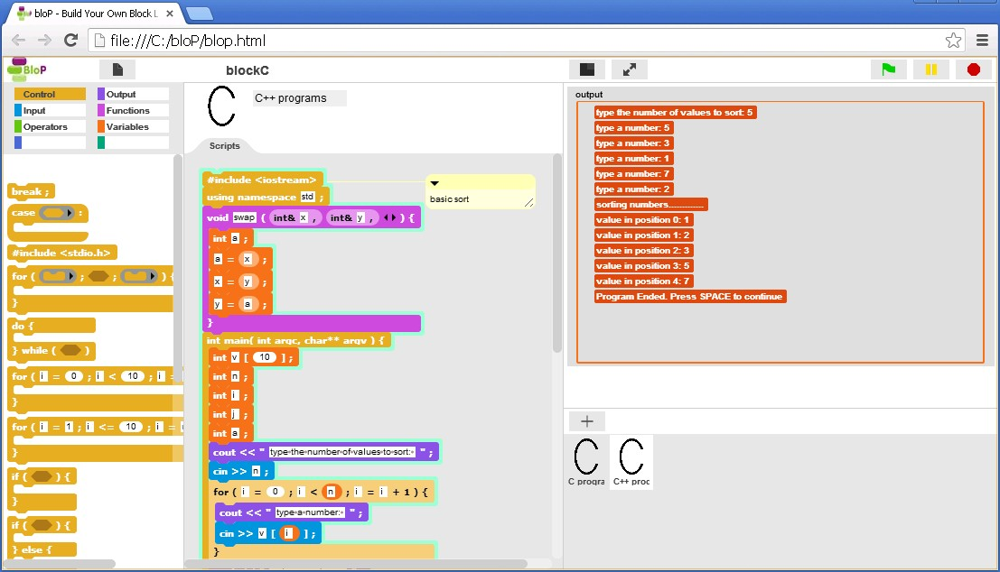 bloP - Build Your Own Block L
file:///C:/bloP/blop.html
BloP
blockC
Control
Output
Input
Functions
Operators
Variables
C++ programs
Scripts
break ;
case :
#include <stdio.h>
for ( ; ; ) {
}
do {
} while ( )
for ( i = 0 ; i < 10 ; i =
}
for ( i = 1 ; i <= 10 ; i =
}
if ( ) {
}
if ( ) {
} else {
#include <iostream>
using namespace std ;
void swap ( int& x , int& y , ) {
int a ;
a = x ;
x = y ;
y = a ;
}
int main( int argc, char** argv ) {
int v [ 10 ] ;
int n ;
int i ;
int j ;
int a ;
cout << " type the number of values to sort: " ;
cin >> n ;
for ( i = 0 ; i < n ; i = i + 1 ) {
cout << " type a number: " ;
cin >> v [ i ] ;
}
basic sort
output
type the number of values to sort: 5
type a number: 5
type a number: 3
type a number: 1
type a number: 7
type a number: 2
sorting numbers.............
value in position 0: 1
value in position 1: 2
value in position 2: 3
value in position 3: 5
value in position 4: 7
Program Ended. Press SPACE to continue
C progra
C++ proc